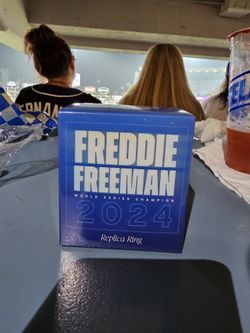 FREDDIE
FREEMAN
WORLD SERIES CHAMPION
2024
Replica Ring